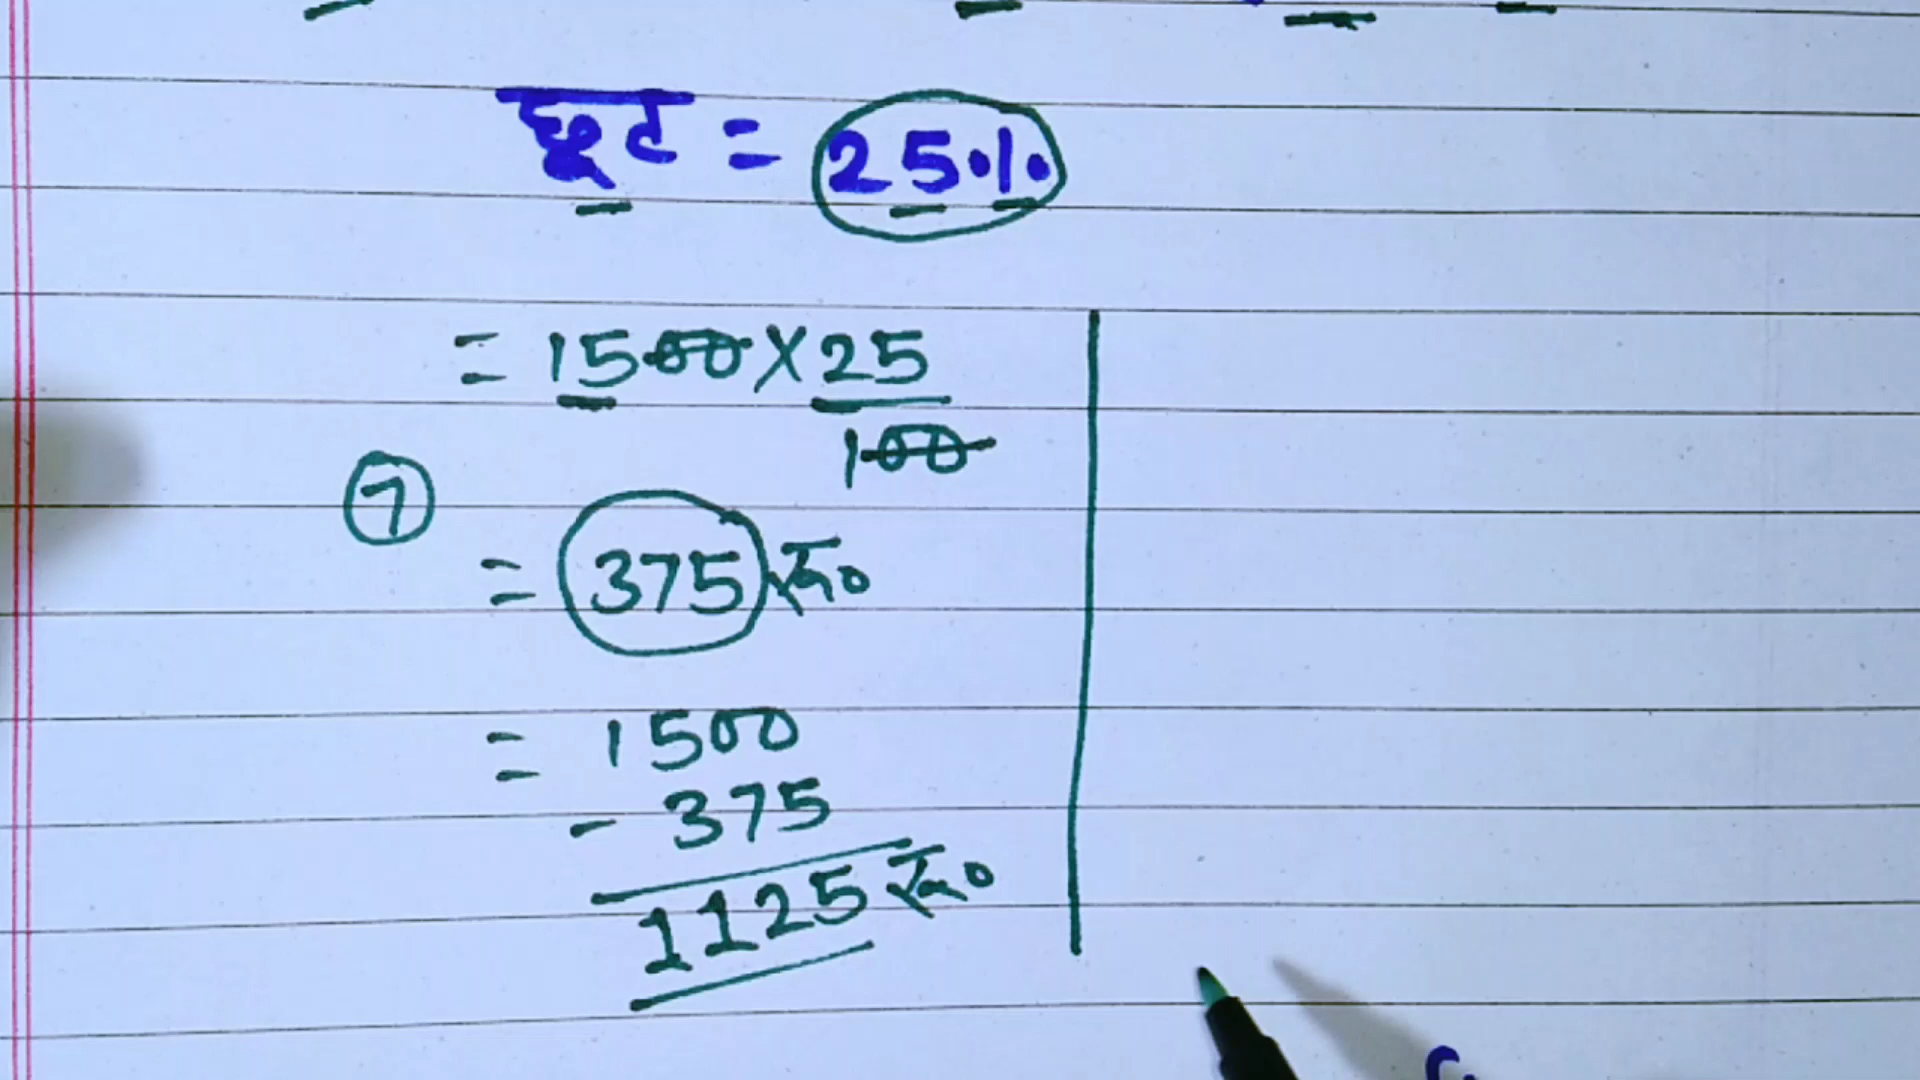 छूट = 25%
= 1500 X 25
100
7
= 375 रू०
= 1500
- 375
1125 रू०